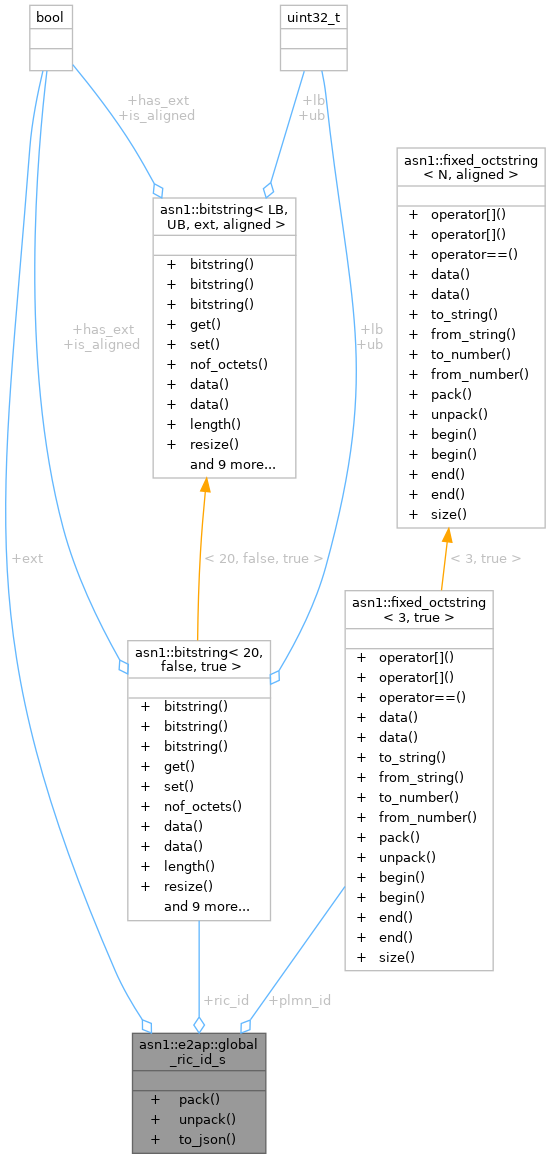 bool
uint32_t
+has_ext
+is_aligned
+lb
+ub
asn1::fixed_octstring
< N, aligned >
+ operator[]()
+ operator[]()
+ operator==()
+ data()
+ data()
+ to_string()
+ from_string()
+ to_number()
+ from_number()
+ pack()
+ unpack()
+ begin()
+ begin()
+ end()
+ end()
+ size()
asn1::bitstring< LB,
UB, ext, aligned >
+ bitstring()
+ bitstring()
+ bitstring()
+ get()
+ set()
+ nof_octets()
+ data()
+ data()
+ length()
+ resize()
and 9 more...
+has_ext
+is_aligned
+lb
+ub
+ext
< 20, false, true >
< 3, true >
asn1::fixed_octstring
< 3, true >
+ operator[]()
+ operator[]()
+ operator==()
+ data()
+ data()
+ to_string()
+ from_string()
+ to_number()
+ from_number()
+ pack()
+ unpack()
+ begin()
+ begin()
+ end()
+ end()
+ size()
asn1::bitstring< 20,
false, true >
+ bitstring()
+ bitstring()
+ bitstring()
+ get()
+ set()
+ nof_octets()
+ data()
+ data()
+ length()
+ resize()
and 9 more...
+ric_id
+plmn_id
asn1::e2ap::global
_ric_id_s
+ pack()
+ unpack()
+ to_json()